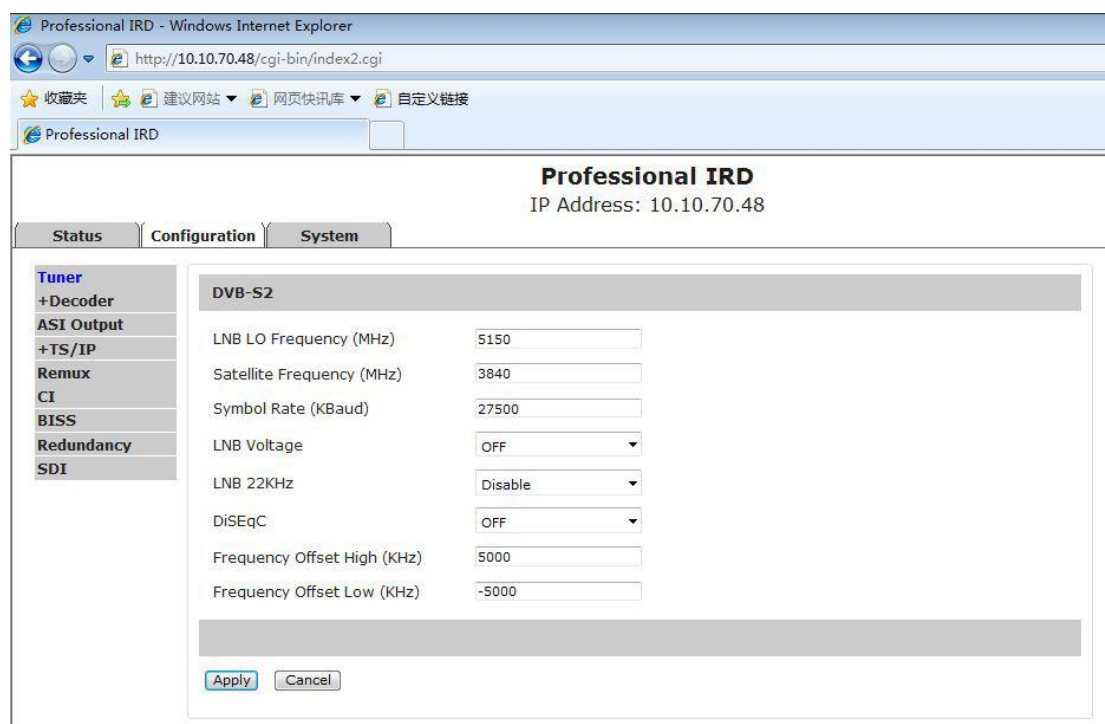 Professional IRD - Windows Internet Explorer
http://10.10.70.48/cgi-bin/index2.cgi
收藏夹 建议网站 网页快讯库 自定义链接
Professional IRD
Professional IRD
IP Address: 10.10.70.48
Status Configuration System
Tuner
+Decoder
ASI Output
+TS/IP
Remux
CI
BISS
Redundancy
SDI
DVB-S2
LNB LO Frequency (MHz) 5150
Satellite Frequency (MHz) 3840
Symbol Rate (KBaud) 27500
LNB Voltage OFF
LNB 22KHz Disable
DiSEqC OFF
Frequency Offset High (KHz) 5000
Frequency Offset Low (KHz) -5000
Apply Cancel